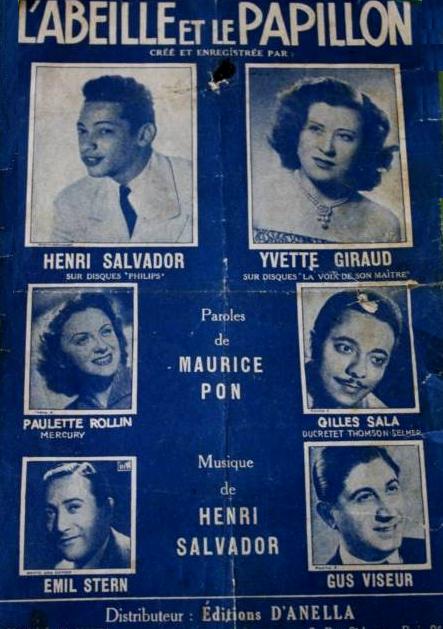 L'ABEILLE ET LE PAPILLON
CRÉÉ ET ENREGISTRÉE PAR :
HENRI SALVADOR
SUR DISQUES "PHILIPS"
YVETTE GIRAUD
SUR DISQUES "LA VOIX DE SON MAÎTRE"
Paroles
de
MAURICE
PON
PAULETTE ROLLIN
MERCURY
GILLES SALA
DUCRETET THOMSON-SELMER
Musique
de
HENRI
SALVADOR
EMIL STERN
GUS VISEUR
Distributeur : Éditions D'ANELLA